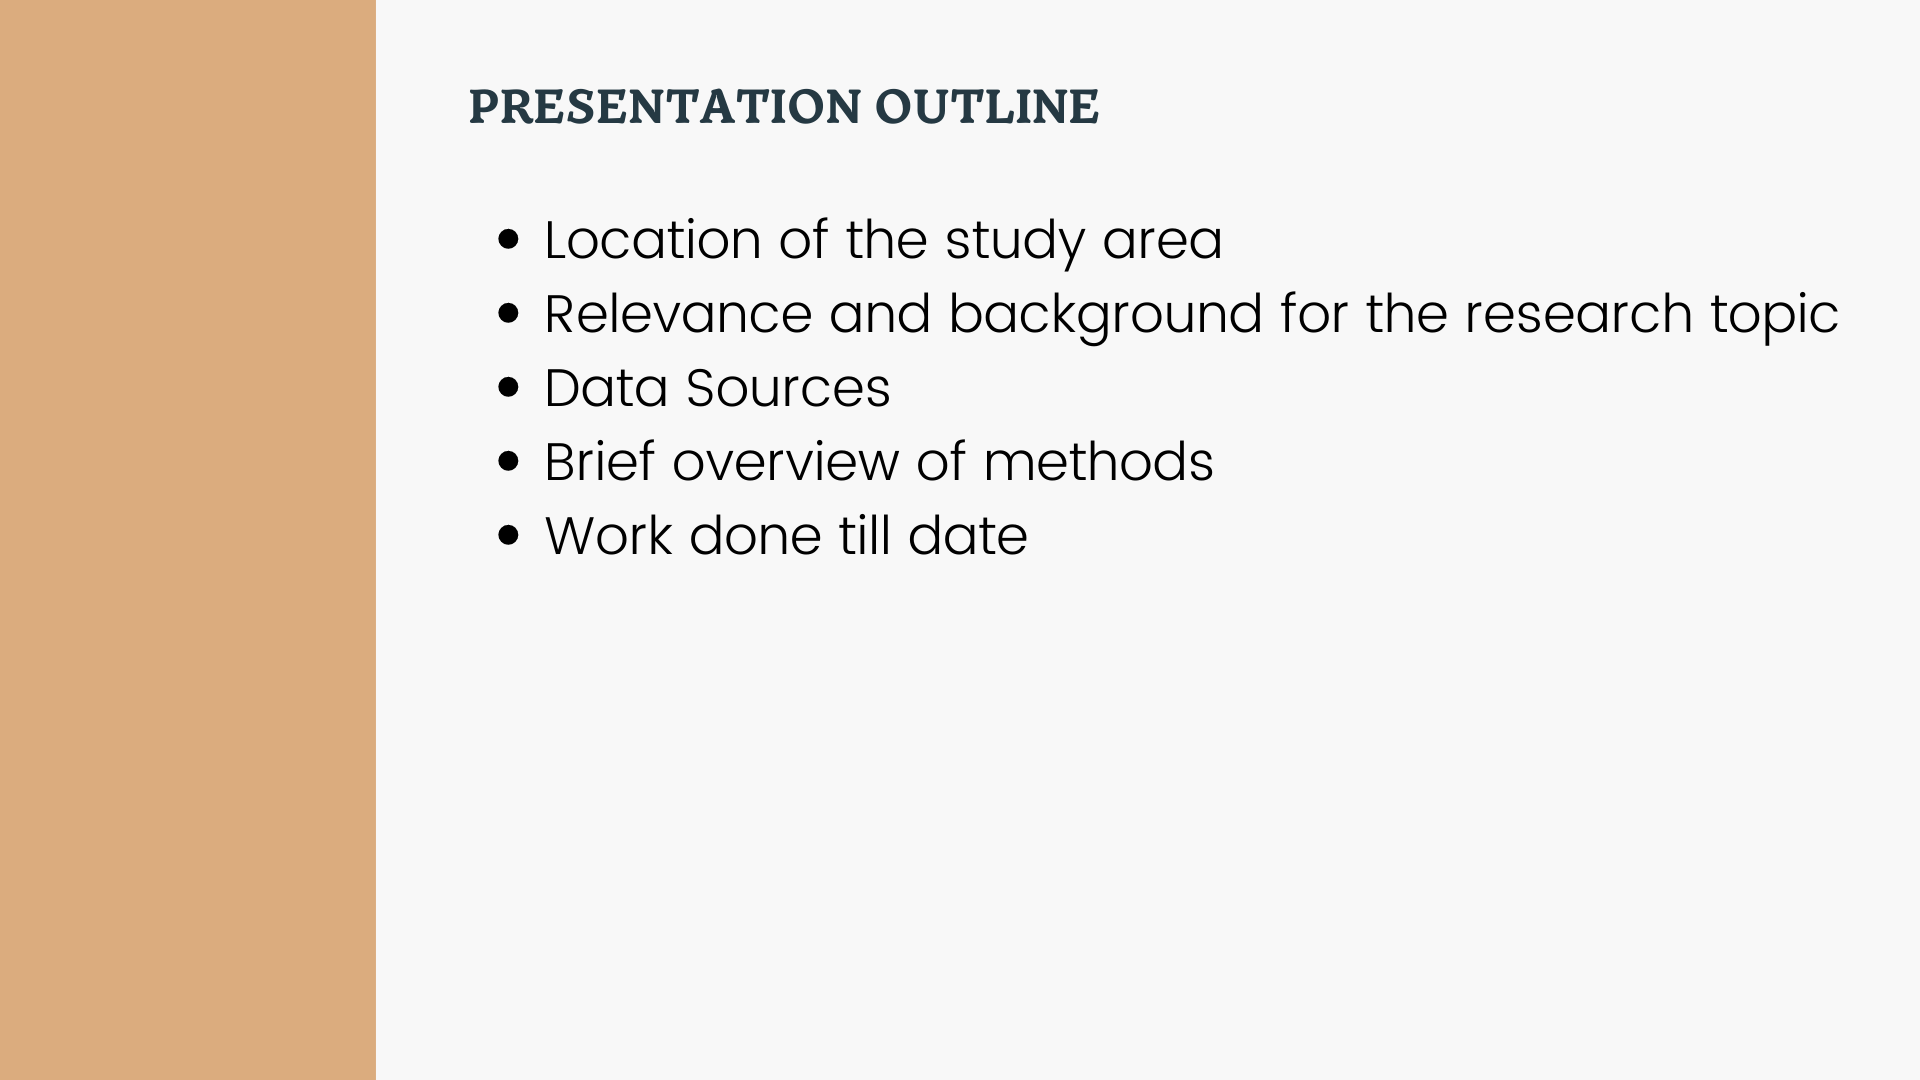 PRESENTATION OUTLINE
• Location of the study area
• Relevance and background for the research topic
• Data Sources
• Brief overview of methods
• Work done till date